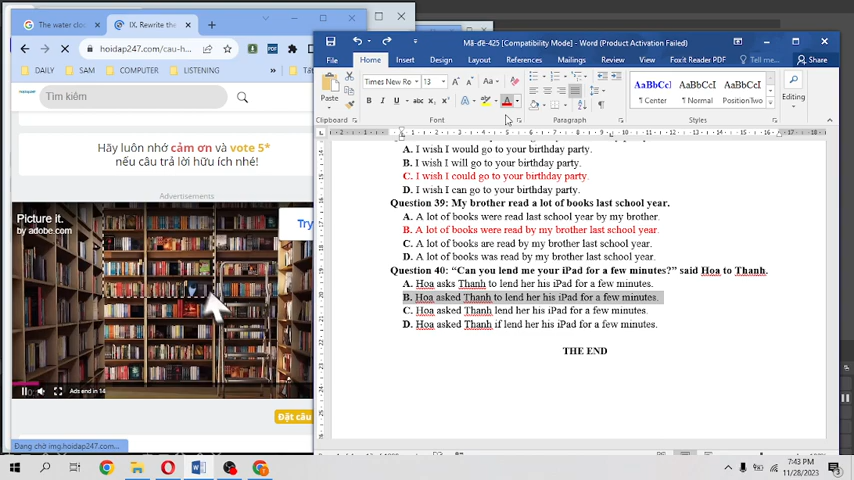 The water cloc
IX. Rewrite the
hoidap247.com/cau-h
DAILY
SAM
COMPUTER
LISTENING
Tìm kiếm
Hãy luôn nhớ cảm ơn và vote 5*
nếu câu trả lời hữu ích nhé!
Advertisements
Picture it.
by adobe.com
Try
Ads end in 14
Đặt câu
Đang chờ img.hoidap247.com...
Mã-đề-425 [Compatibility Mode] - Word (Product Activation Failed)
File
Home
Insert
Design
Layout
References
Mailings
Review
View
Foxit Reader PDF
Share
Times New Ro
13
Paste
Clipboard
Font
Paragraph
AaBbC(
AaBbCcI
AaBbCcI
¶ Center
¶ Normal
PositionTwo
Styles
Editing
A. I wish I would go to your birthday party.
B. I wish I will go to your birthday party.
C. I wish I could go to your birthday party.
D. I wish I can go to your birthday party.
Question 39: My brother read a lot of books last school year.
A. A lot of books were read last school year by my brother.
B. A lot of books were read by my brother last school year.
C. A lot of books are read by my brother last school year.
D. A lot of books was read by my brother last school year.
Question 40: “Can you lend me your iPad for a few minutes?” said Hoa to Thanh.
A. Hoa asks Thanh to lend her his iPad for a few minutes.
B. Hoa asked Thanh to lend her his iPad for a few minutes.
C. Hoa asked Thanh lend her his iPad for a few minutes.
D. Hoa asked Thanh if lend her his iPad for a few minutes.
THE END
7:43 PM
11/28/2023